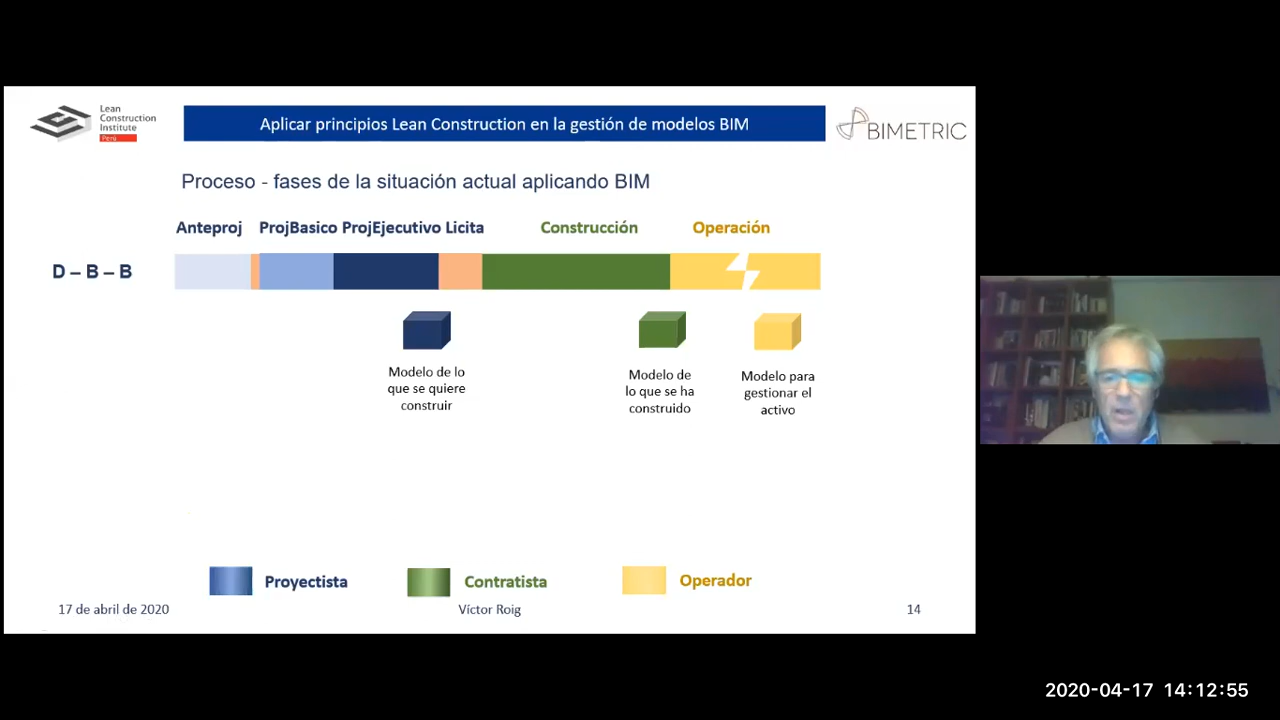 Lean
Construction
Institute
Perú
Aplicar principios Lean Construction en la gestión de modelos BIM
BIMETRIC
Proceso - fases de la situación actual aplicando BIM
Anteproj ProjBasico ProjEjecutivo Licita Construcción Operación
D – B – B
Modelo de lo
que se quiere
construir
Modelo de
lo que se ha
construido
Modelo para
gestionar el
activo
Proyectista Contratista Operador
17 de abril de 2020 Víctor Roig 14
2020-04-17 14:12:55